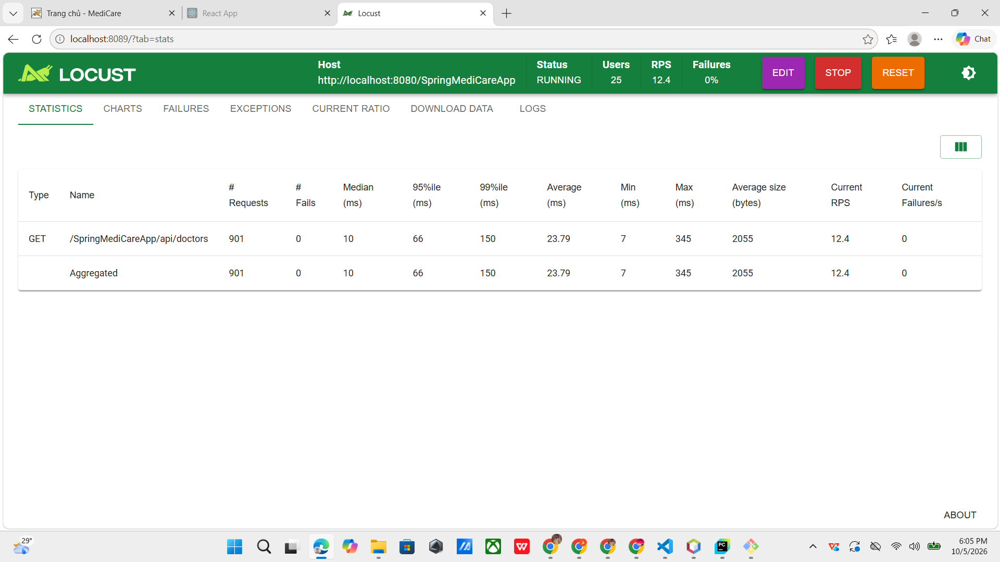 Trang chủ - MediCare
React App
Locust
localhost:8089/?tab=stats
Chat
LOCUST
Host
http://localhost:8080/SpringMediCareApp
Status
RUNNING
Users
25
RPS
12.4
Failures
0%
EDIT
STOP
RESET
STATISTICS CHARTS FAILURES EXCEPTIONS CURRENT RATIO DOWNLOAD DATA LOGS
Type Name # Requests # Fails Median (ms) 95%ile (ms) 99%ile (ms) Average (ms) Min (ms) Max (ms) Average size (bytes) Current RPS Current Failures/s
GET /SpringMediCareApp/api/doctors 901 0 10 66 150 23.79 7 345 2055 12.4 0
Aggregated 901 0 10 66 150 23.79 7 345 2055 12.4 0
ABOUT
29°
PC
6:05 PM
10/5/2026